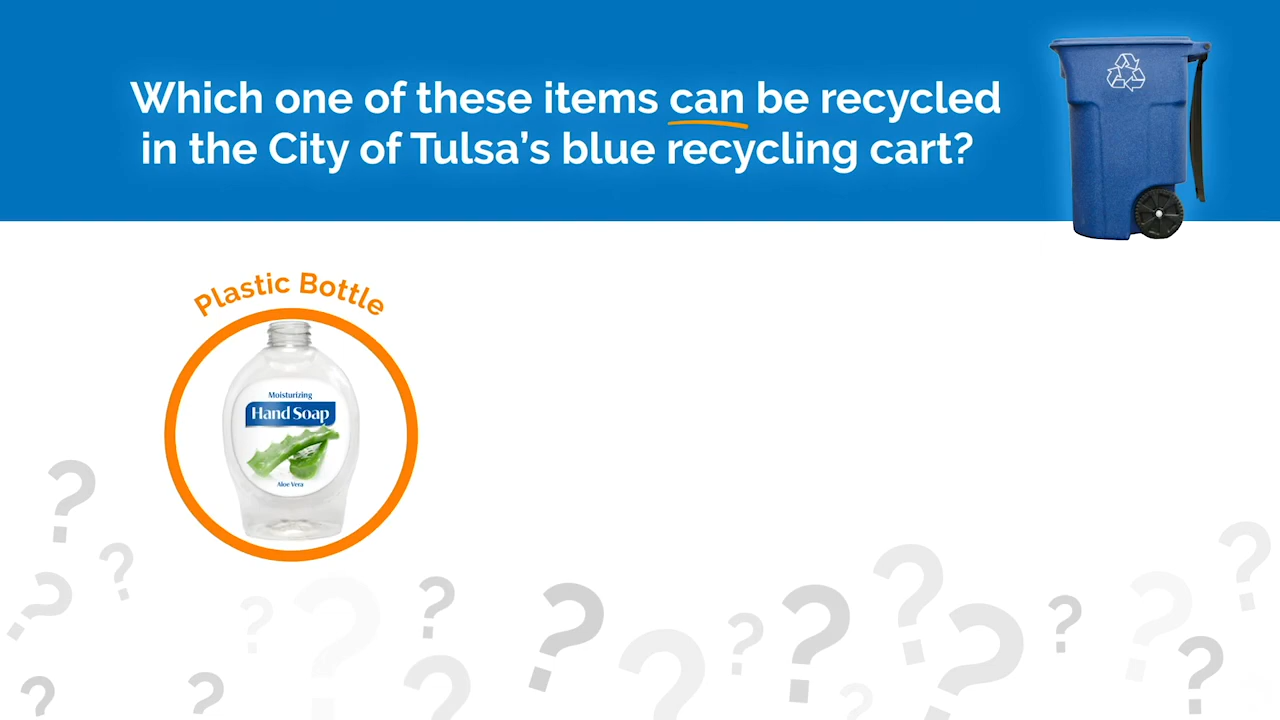 Which one of these items can be recycled
in the City of Tulsa’s blue recycling cart?
Plastic Bottle
Moisturizing
Hand Soap
Aloe Vera
? ? ? ? ? ? ? ? ? ? ? ? ? ? ? ? ? ? ?